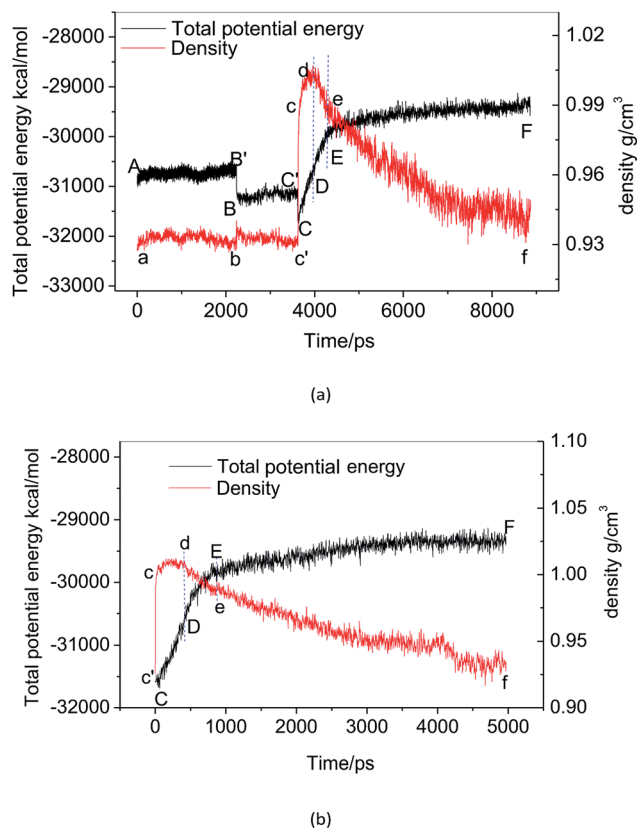 Total potential energy
Density
-28000
-29000
-30000
-31000
-32000
-33000
Total potential energy kcal/mol
1.02
0.99
0.96
0.93
density g/cm³
A
B'
B
C'
C
D
E
F
a
b
c'
c
d
e
f
0
2000
4000
6000
8000
Time/ps
(a)
Total potential energy
Density
-28000
-29000
-30000
-31000
-32000
Total potential energy kcal/mol
1.10
1.05
1.00
0.95
0.90
density g/cm³
c
d
E
F
D
e
c'
C
f
0
1000
2000
3000
4000
5000
Time/ps
(b)